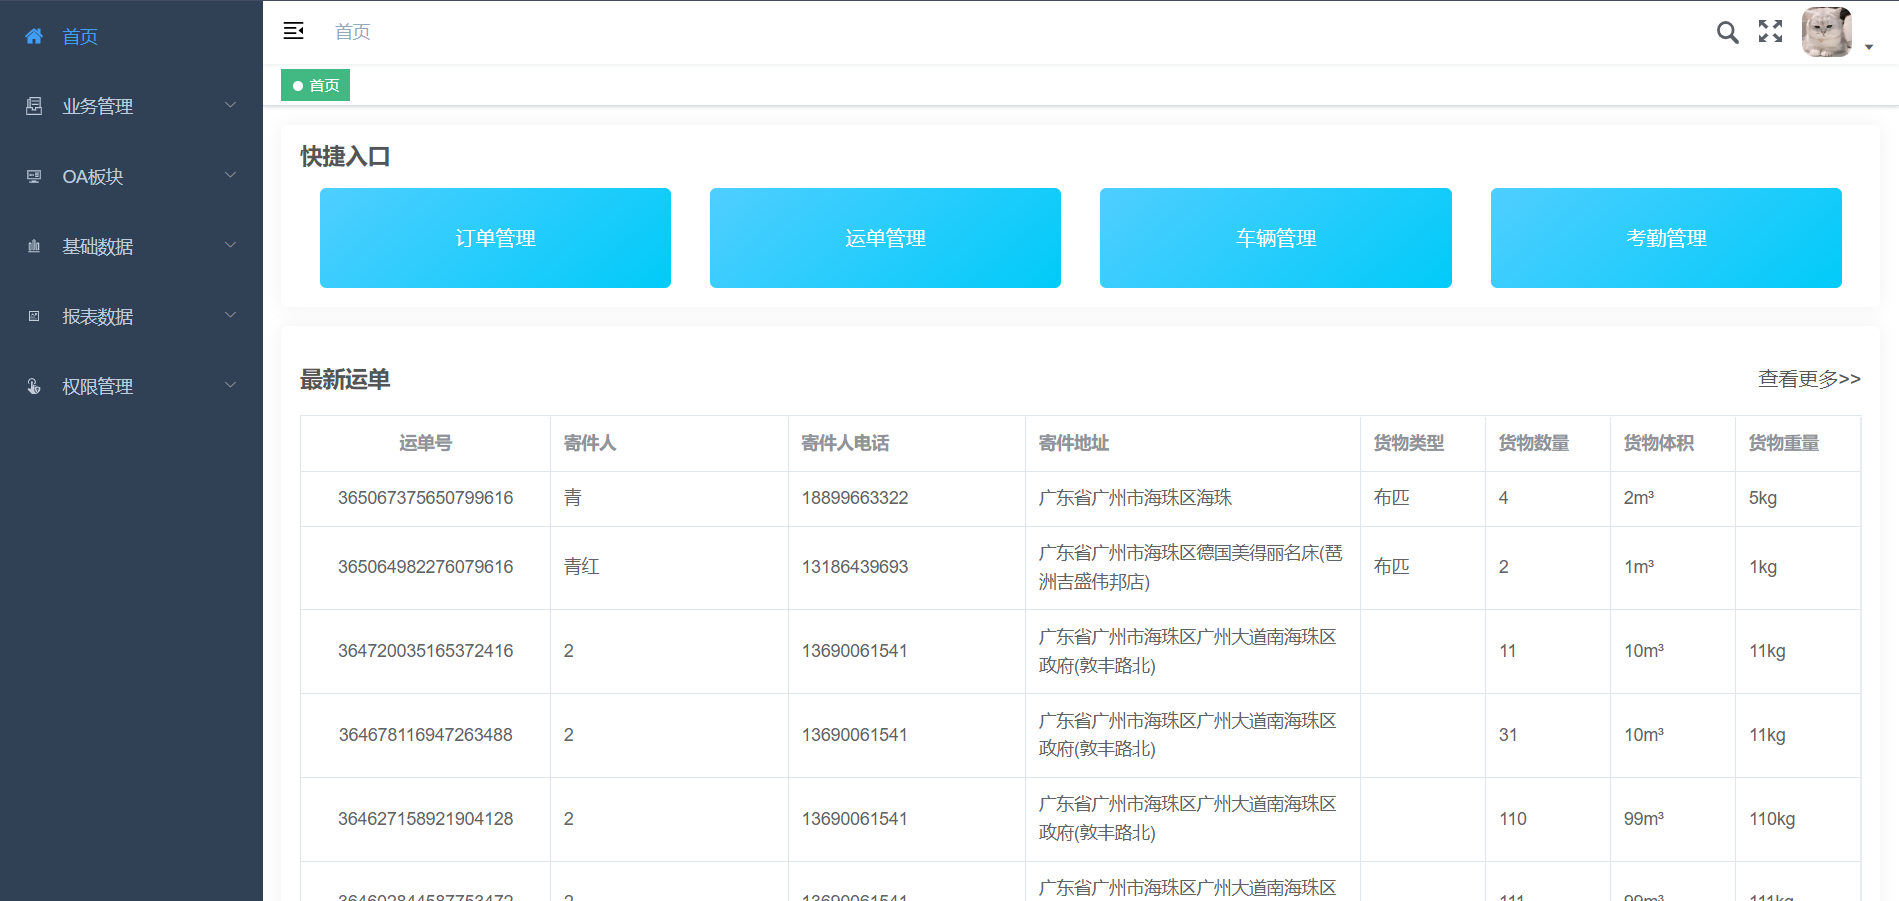 首页
业务管理
OA板块
基础数据
报表数据
权限管理
首页
首页
快捷入口
订单管理 运单管理 车辆管理 考勤管理
最新运单 查看更多>>
运单号 寄件人 寄件人电话 寄件地址 货物类型 货物数量 货物体积 货物重量
365067375650799616 青 18899663322 广东省广州市海珠区海珠 布匹 4 2m³ 5kg
365064982276079616 青红 13186439693 广东省广州市海珠区德国美得丽名床(琶 布匹 2 1m³ 1kg
洲吉盛伟邦店)
364720035165372416 2 13690061541 广东省广州市海珠区广州大道南海珠区 11 10m³ 11kg
政府(敦丰路北)
364678116947263488 2 13690061541 广东省广州市海珠区广州大道南海珠区 31 10m³ 11kg
政府(敦丰路北)
364627158921904128 2 13690061541 广东省广州市海珠区广州大道南海珠区 110 99m³ 110kg
政府(敦丰路北)
364602844587753472 2 13690061541 广东省广州市海珠区广州大道南海珠区 111 99m³ 111kg